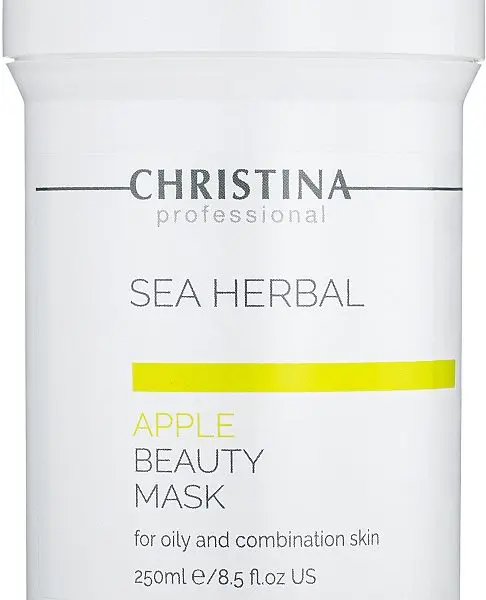 CHRISTINA
professional
SEA HERBAL
APPLE
BEAUTY
MASK
for oily and combination skin
250ml ℮/8.5 fl.oz US